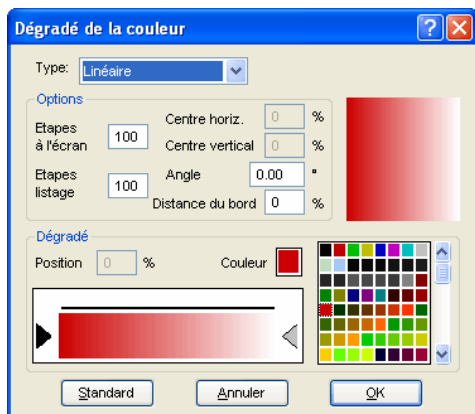 Dégradé de la couleur
Type: Linéaire
Options
Etapes à l'écran 100
Centre horiz. 0 %
Centre vertical 0 %
Etapes listage 100
Angle 0.00 °
Distance du bord 0 %
Dégradé
Position 0 %
Couleur
Standard
Annuler
OK